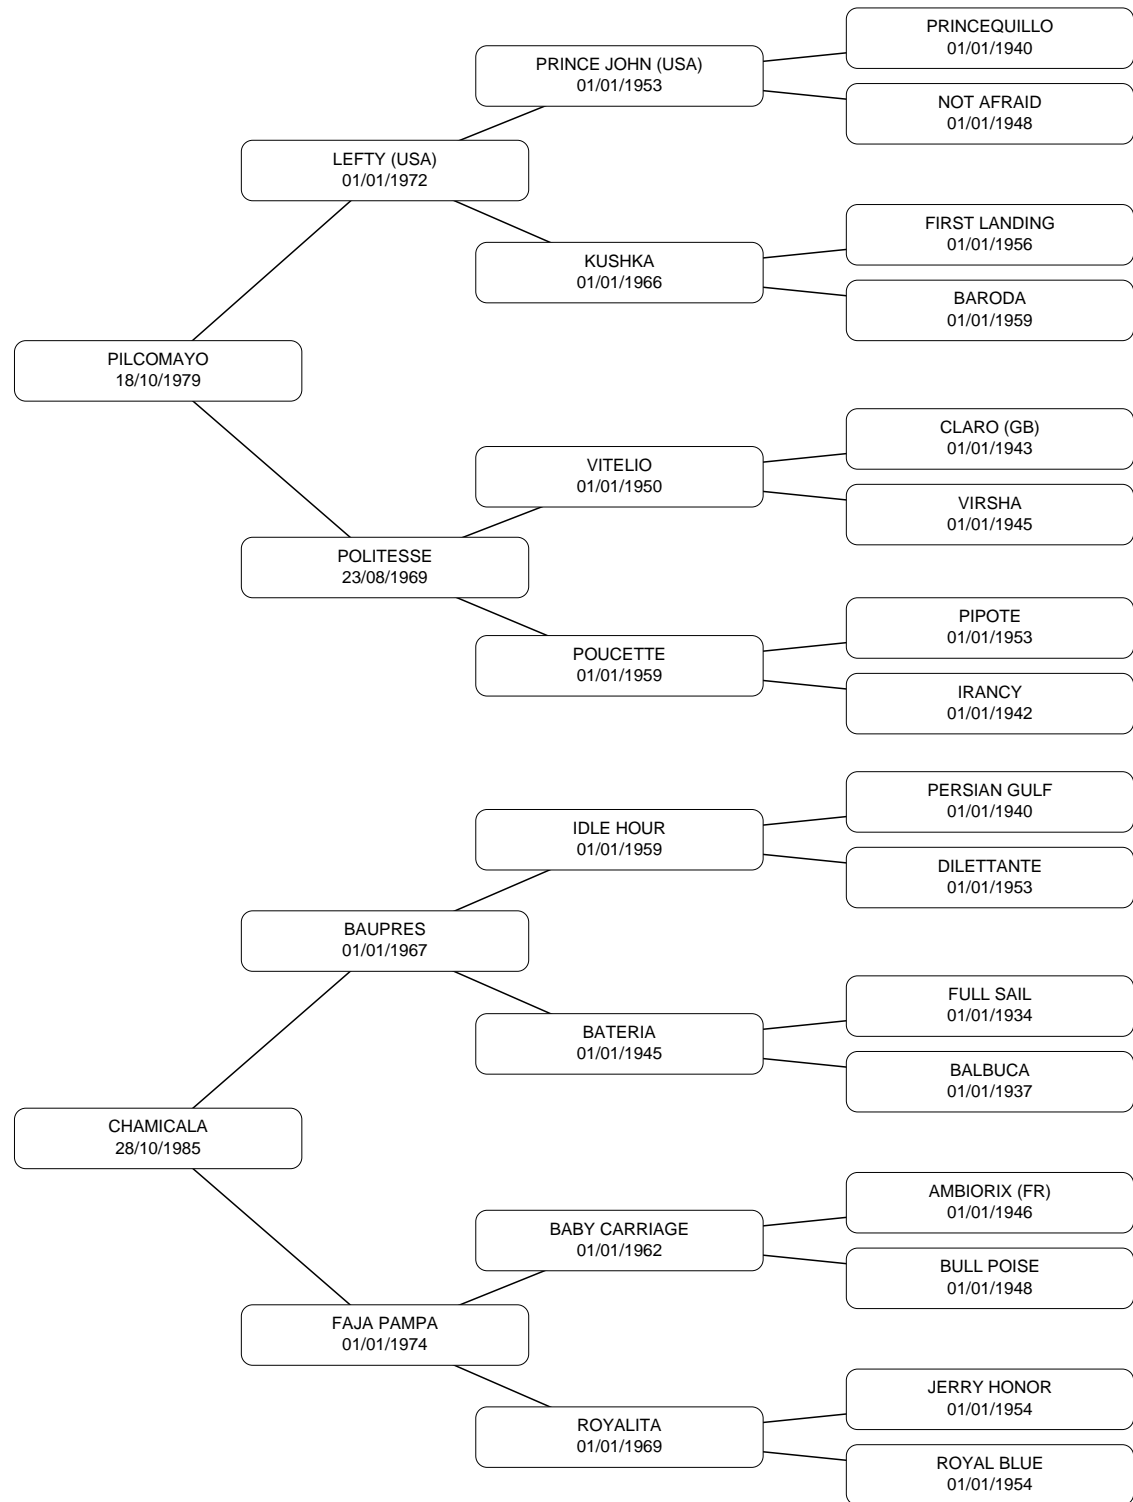 PRINCEQUILLO
01/01/1940
PRINCE JOHN (USA)
01/01/1953
NOT AFRAID
01/01/1948
LEFTY (USA)
01/01/1972
FIRST LANDING
01/01/1956
KUSHKA
01/01/1966
BARODA
01/01/1959
PILCOMAYO
18/10/1979
CLARO (GB)
01/01/1943
VITELIO
01/01/1950
VIRSHA
01/01/1945
POLITESSE
23/08/1969
PIPOTE
01/01/1953
POUCETTE
01/01/1959
IRANCY
01/01/1942
PERSIAN GULF
01/01/1940
IDLE HOUR
01/01/1959
DILETTANTE
01/01/1953
BAUPRES
01/01/1967
FULL SAIL
01/01/1934
BATERIA
01/01/1945
BALBUCA
01/01/1937
CHAMICALA
28/10/1985
AMBIORIX (FR)
01/01/1946
BABY CARRIAGE
01/01/1962
BULL POISE
01/01/1948
FAJA PAMPA
01/01/1974
JERRY HONOR
01/01/1954
ROYALITA
01/01/1969
ROYAL BLUE
01/01/1954